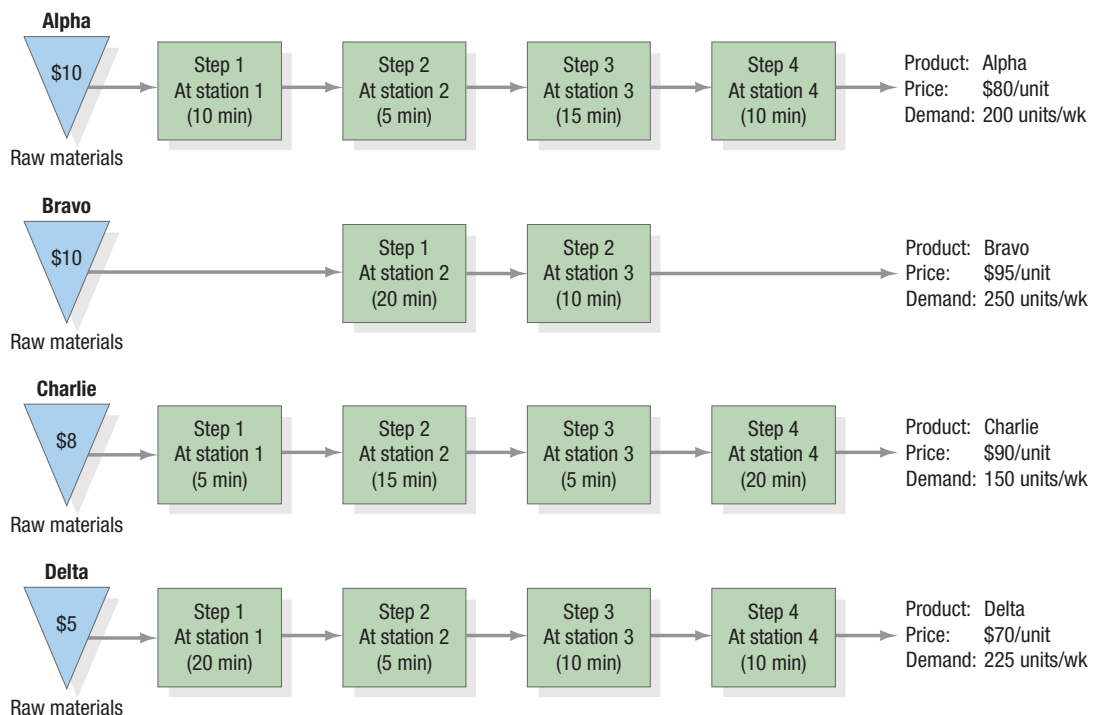 Alpha
$10
Raw materials
Step 1
At station 1
(10 min)
Step 2
At station 2
(5 min)
Step 3
At station 3
(15 min)
Step 4
At station 4
(10 min)
Product: Alpha
Price: $80/unit
Demand: 200 units/wk
Bravo
$10
Raw materials
Step 1
At station 2
(20 min)
Step 2
At station 3
(10 min)
Product: Bravo
Price: $95/unit
Demand: 250 units/wk
Charlie
$8
Raw materials
Step 1
At station 1
(5 min)
Step 2
At station 2
(15 min)
Step 3
At station 3
(5 min)
Step 4
At station 4
(20 min)
Product: Charlie
Price: $90/unit
Demand: 150 units/wk
Delta
$5
Raw materials
Step 1
At station 1
(20 min)
Step 2
At station 2
(5 min)
Step 3
At station 3
(10 min)
Step 4
At station 4
(10 min)
Product: Delta
Price: $70/unit
Demand: 225 units/wk